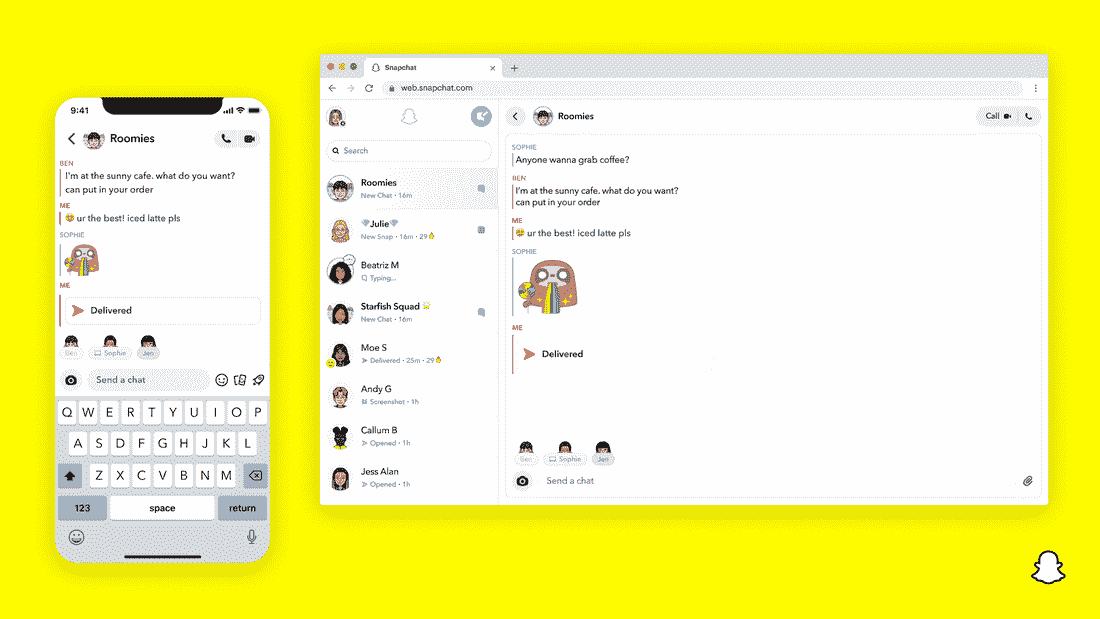 9:41
Roomies
BEN
I'm at the sunny cafe. what do you want?
can put in your order
ME
🥰 ur the best! iced latte pls
SOPHIE
ME
Delivered
Ben
Sophie
Jen
Send a chat
Q W E R T Y U I O P
A S D F G H J K L
Z X C V B N M
123
space
return
Snapchat
web.snapchat.com
Search
Roomies
New Chat · 16m
💎Julie💎
New Snap · 16m · 29🔥
Beatriz M
Typing...
Starfish Squad 🌟
New Chat · 16m
Moe S
Delivered · 25m · 29🔥
Andy G
Screenshot · 1h
Callum B
Opened · 1h
Jess Alan
Opened · 1h
Roomies
Call
SOPHIE
Anyone wanna grab coffee?
BEN
I'm at the sunny cafe. what do you want?
can put in your order
ME
🥰 ur the best! iced latte pls
SOPHIE
ME
Delivered
Ben
Sophie
Jen
Send a chat